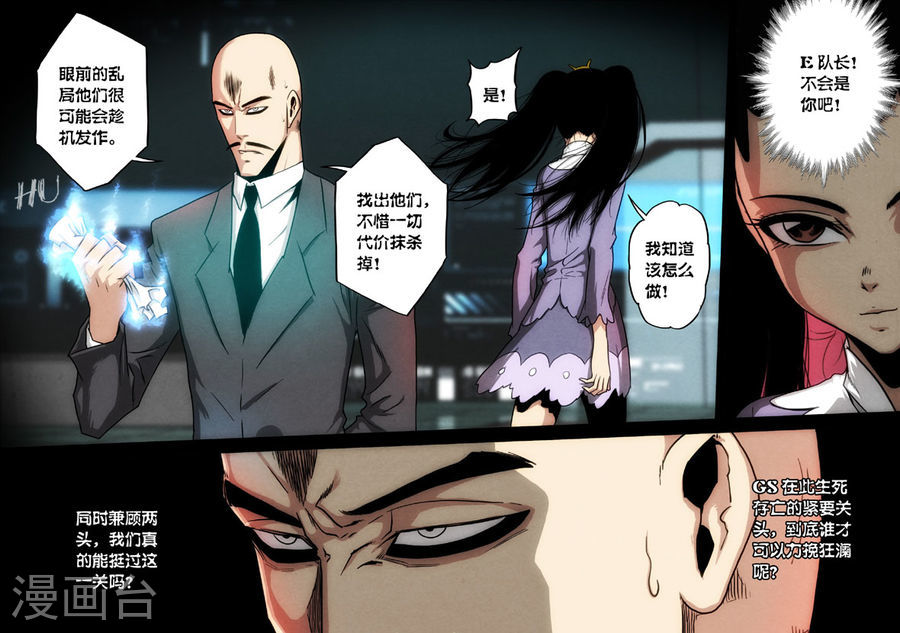 眼前的乱
局他们很
可能会趁
机发作。
HU
找出他们，
不惜一切
代价抹杀
掉！
是！
我知道
该怎么
做！
E 队长！
不会是
你吧！
同时兼顾两
头，我们真
的能挺过这
一关吗？
GS 在此生死
存亡的紧要关
头，到底谁才
可以力挽狂澜
呢？
漫画台